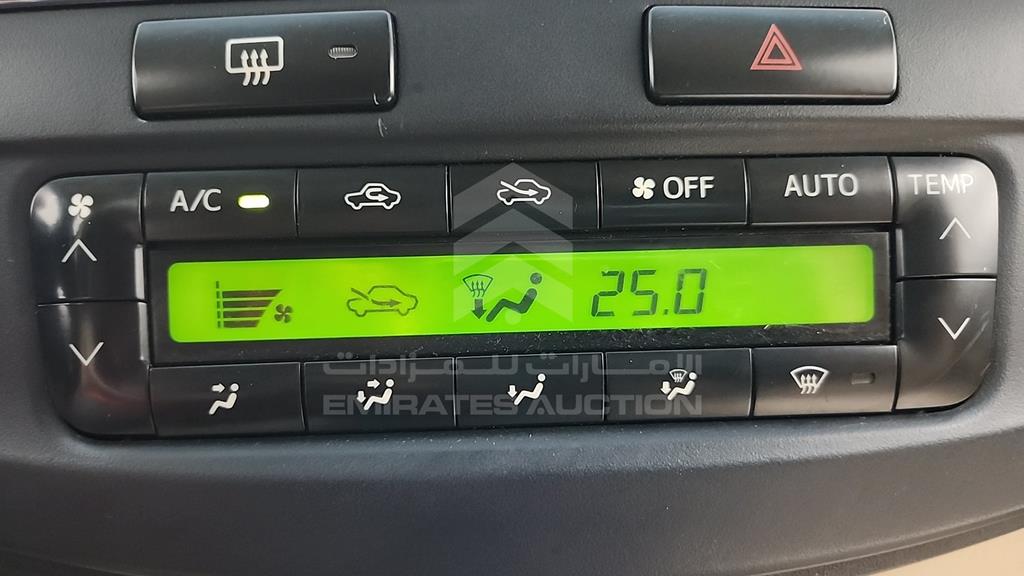 A/C
OFF
AUTO
TEMP
25.0
الإمارات للمزادات
EMIRATES AUCTION